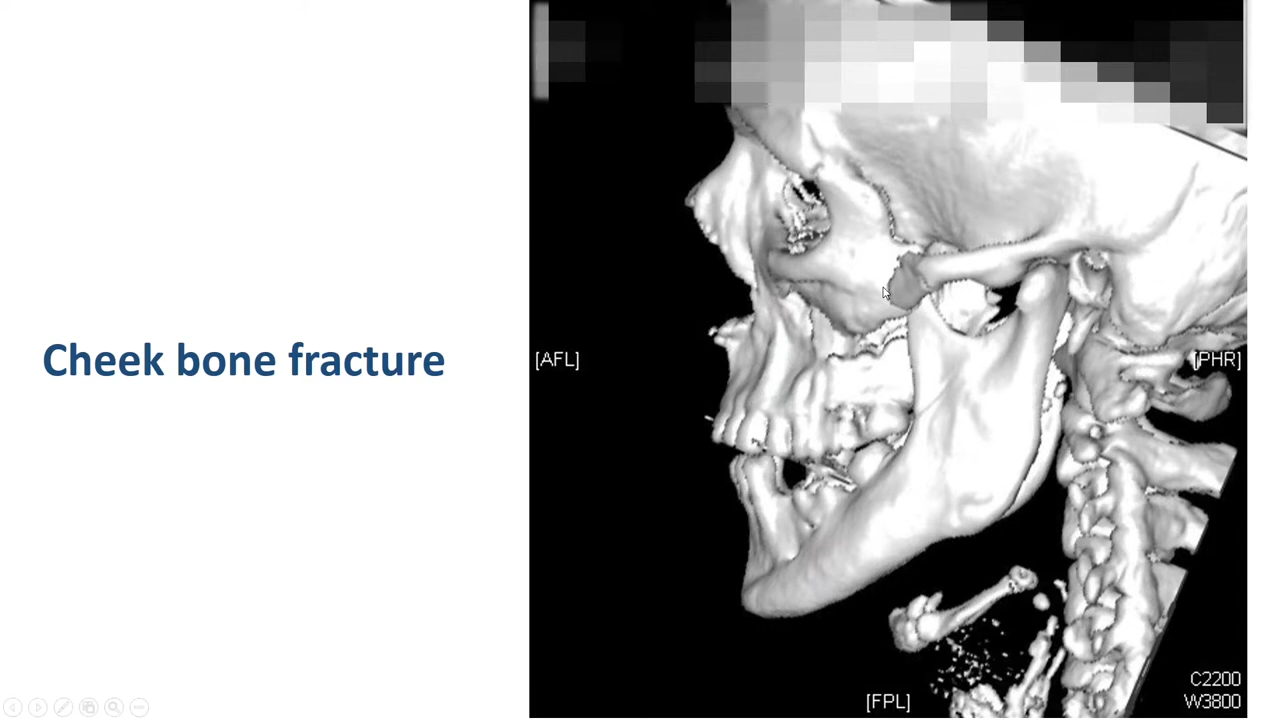 Cheek bone fracture
[AFL]
[PHR]
[FPL]
C2200
W3800